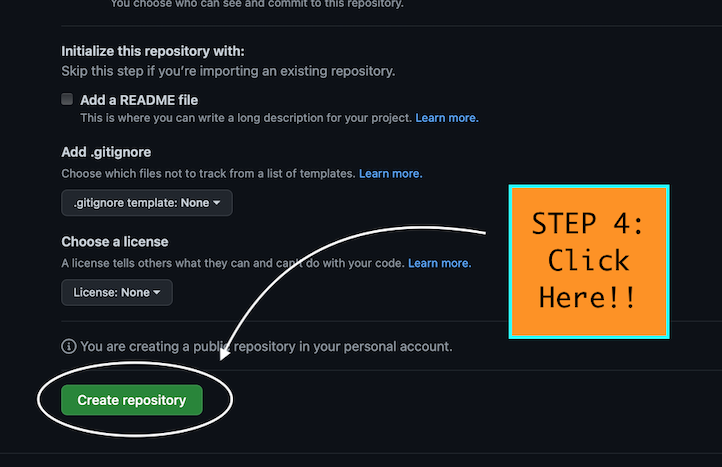 You choose who can see and commit to this repository.
Initialize this repository with:
Skip this step if you're importing an existing repository.
Add a README file
This is where you can write a long description for your project. Learn more.
Add .gitignore
Choose which files not to track from a list of templates. Learn more.
.gitignore template: None
Choose a license
A license tells others what they can and can't do with your code. Learn more.
License: None
You are creating a public repository in your personal account.
Create repository
STEP 4:
Click
Here!!